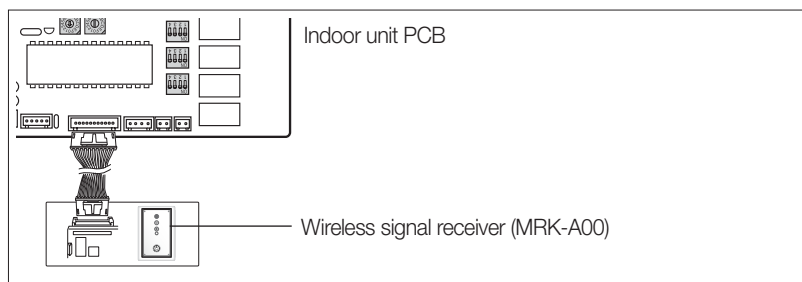 Indoor unit PCB
Wireless signal receiver (MRK-A00)